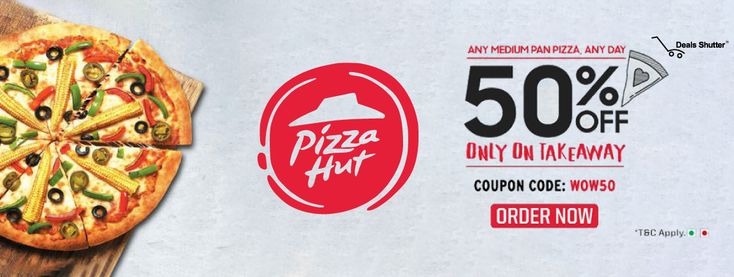 Pizza
Hut
ANY MEDIUM PAN PIZZA, ANY DAY
Deals Shutter
50% OFF
ONLY ON TAKEAWAY
COUPON CODE: WOW50
ORDER NOW
*T&C Apply.